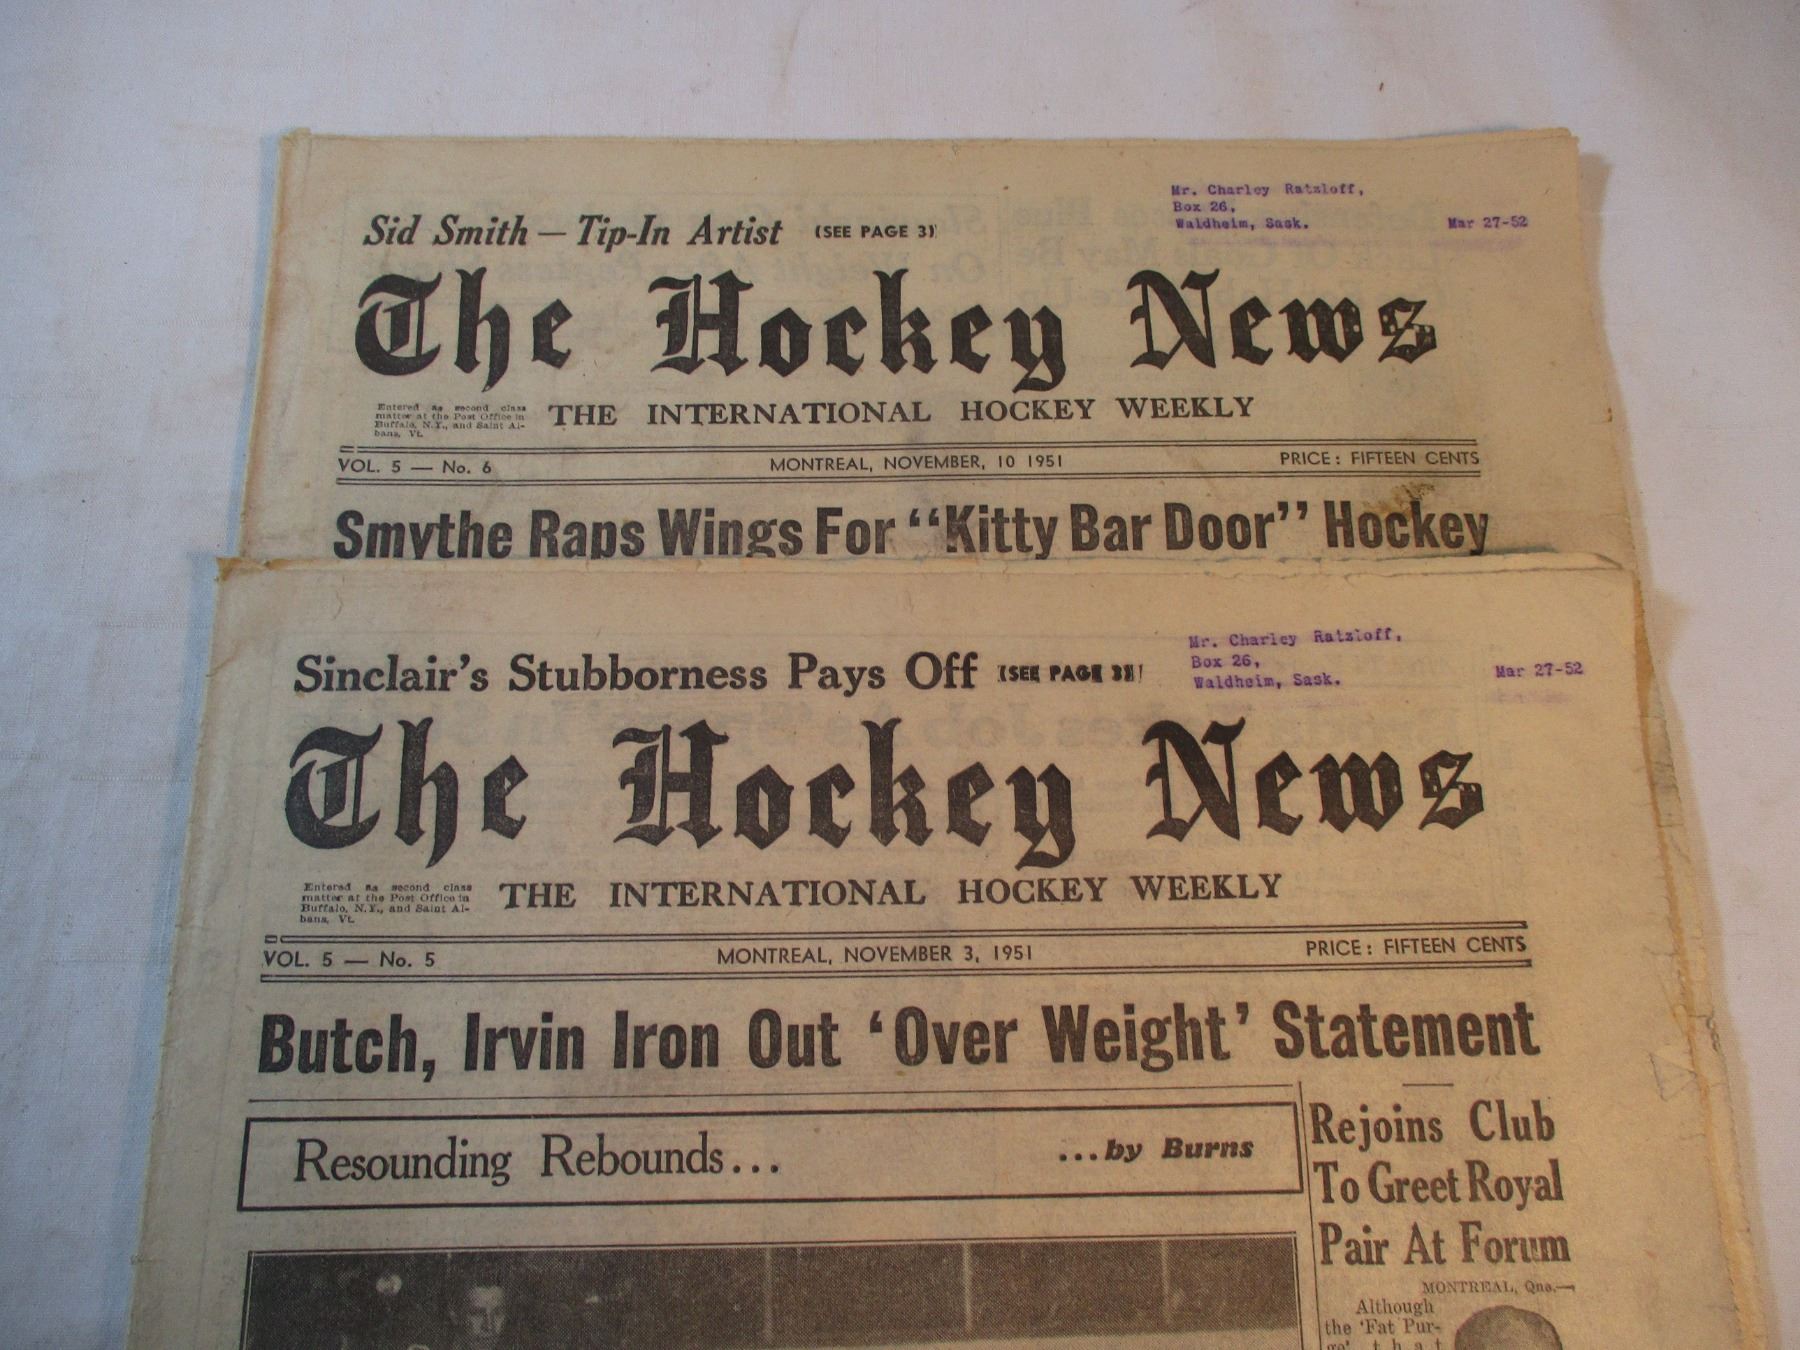 Mr. Charley Ratzloff,
Box 26,
Waldheim, Sask. Mar 27-52
Sid Smith — Tip-In Artist (SEE PAGE 3)
The Hockey News
Entered as second class
matter at the Post Office in
Buffalo, N.Y., and Saint Al-
bans, Vt.
THE INTERNATIONAL HOCKEY WEEKLY
VOL. 5 — No. 6 MONTREAL, NOVEMBER, 10 1951 PRICE: FIFTEEN CENTS
Smythe Raps Wings For "Kitty Bar Door" Hockey
Mr. Charley Ratzloff,
Box 26,
Waldheim, Sask. Mar 27-52
Sinclair's Stubborness Pays Off (SEE PAGE 3)
The Hockey News
Entered as second class
matter at the Post Office in
Buffalo, N.Y., and Saint Al-
bans, Vt.
THE INTERNATIONAL HOCKEY WEEKLY
VOL. 5 — No. 5 MONTREAL, NOVEMBER 3, 1951 PRICE: FIFTEEN CENTS
Butch, Irvin Iron Out 'Over Weight' Statement
Resounding Rebounds... ...by Burns
Rejoins Club
To Greet Royal
Pair At Forum
MONTREAL, Que.—
Although
the 'Fat Pur-
ge' that